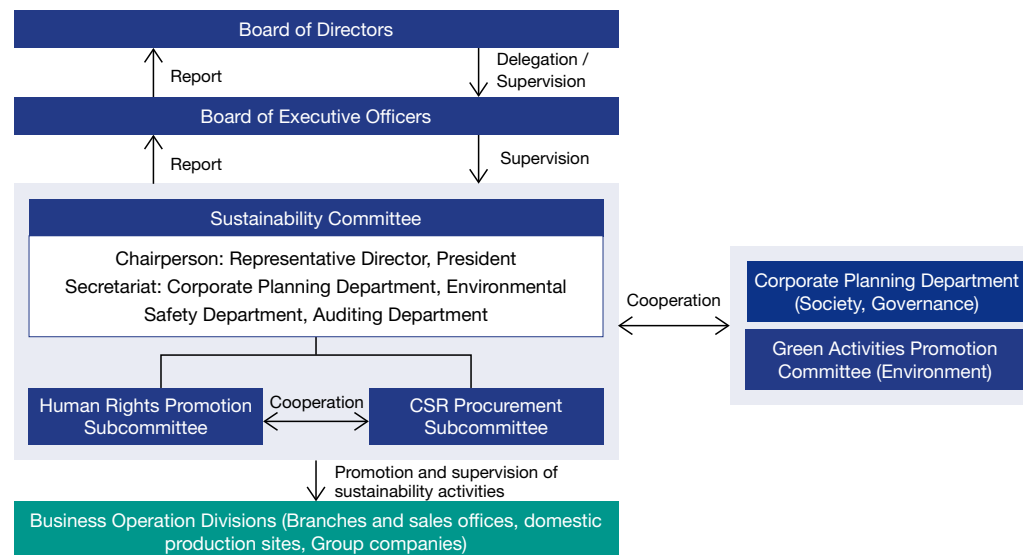 Board of Directors
Report
Delegation /
Supervision
Board of Executive Officers
Report
Supervision
Sustainability Committee
Chairperson: Representative Director, President
Secretariat: Corporate Planning Department, Environmental
Safety Department, Auditing Department
Cooperation
Corporate Planning Department
(Society, Governance)
Green Activities Promotion
Committee (Environment)
Human Rights Promotion
Subcommittee
Cooperation
CSR Procurement
Subcommittee
Promotion and supervision of
sustainability activities
Business Operation Divisions (Branches and sales offices, domestic
production sites, Group companies)